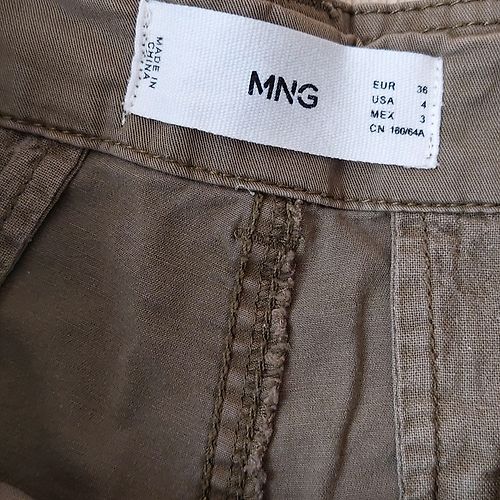 MADE IN
CHINA
MNG
EUR 36
USA 4
MEX 3
CN 160/64A